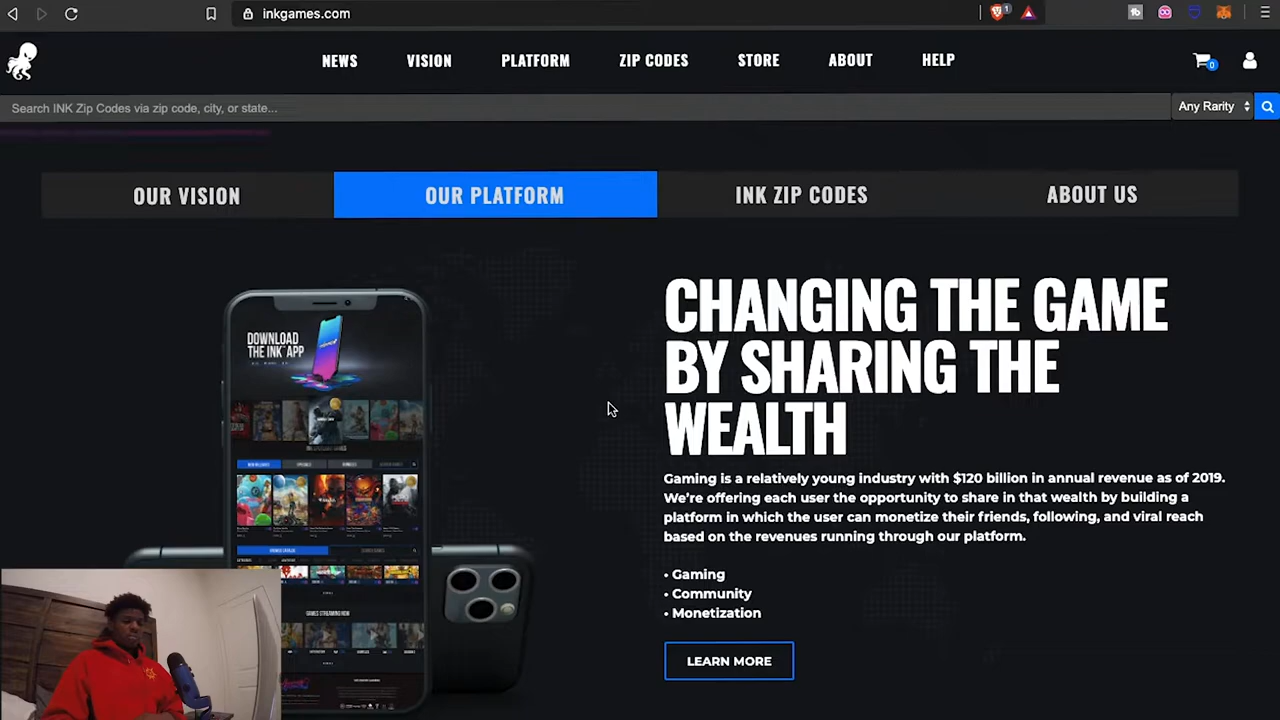 inkgames.com
1
NEWS
VISION
PLATFORM
ZIP CODES
STORE
ABOUT
HELP
0
Search INK Zip Codes via zip code, city, or state...
Any Rarity
OUR VISION
OUR PLATFORM
INK ZIP CODES
ABOUT US
DOWNLOAD
THE INK APP
CHANGING THE GAME
BY SHARING THE
WEALTH
Gaming is a relatively young industry with $120 billion in annual revenue as of 2019.
We're offering each user the opportunity to share in that wealth by building a
platform in which the user can monetize their friends, following, and viral reach
based on the revenues running through our platform.
• Gaming
• Community
• Monetization
LEARN MORE
GAMES STREAMING NOW